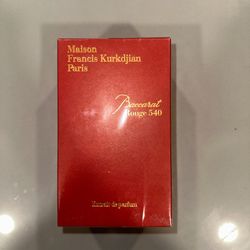 Maison
Francis Kurkdjian
Paris
Baccarat
Rouge 540
Extrait de parfum